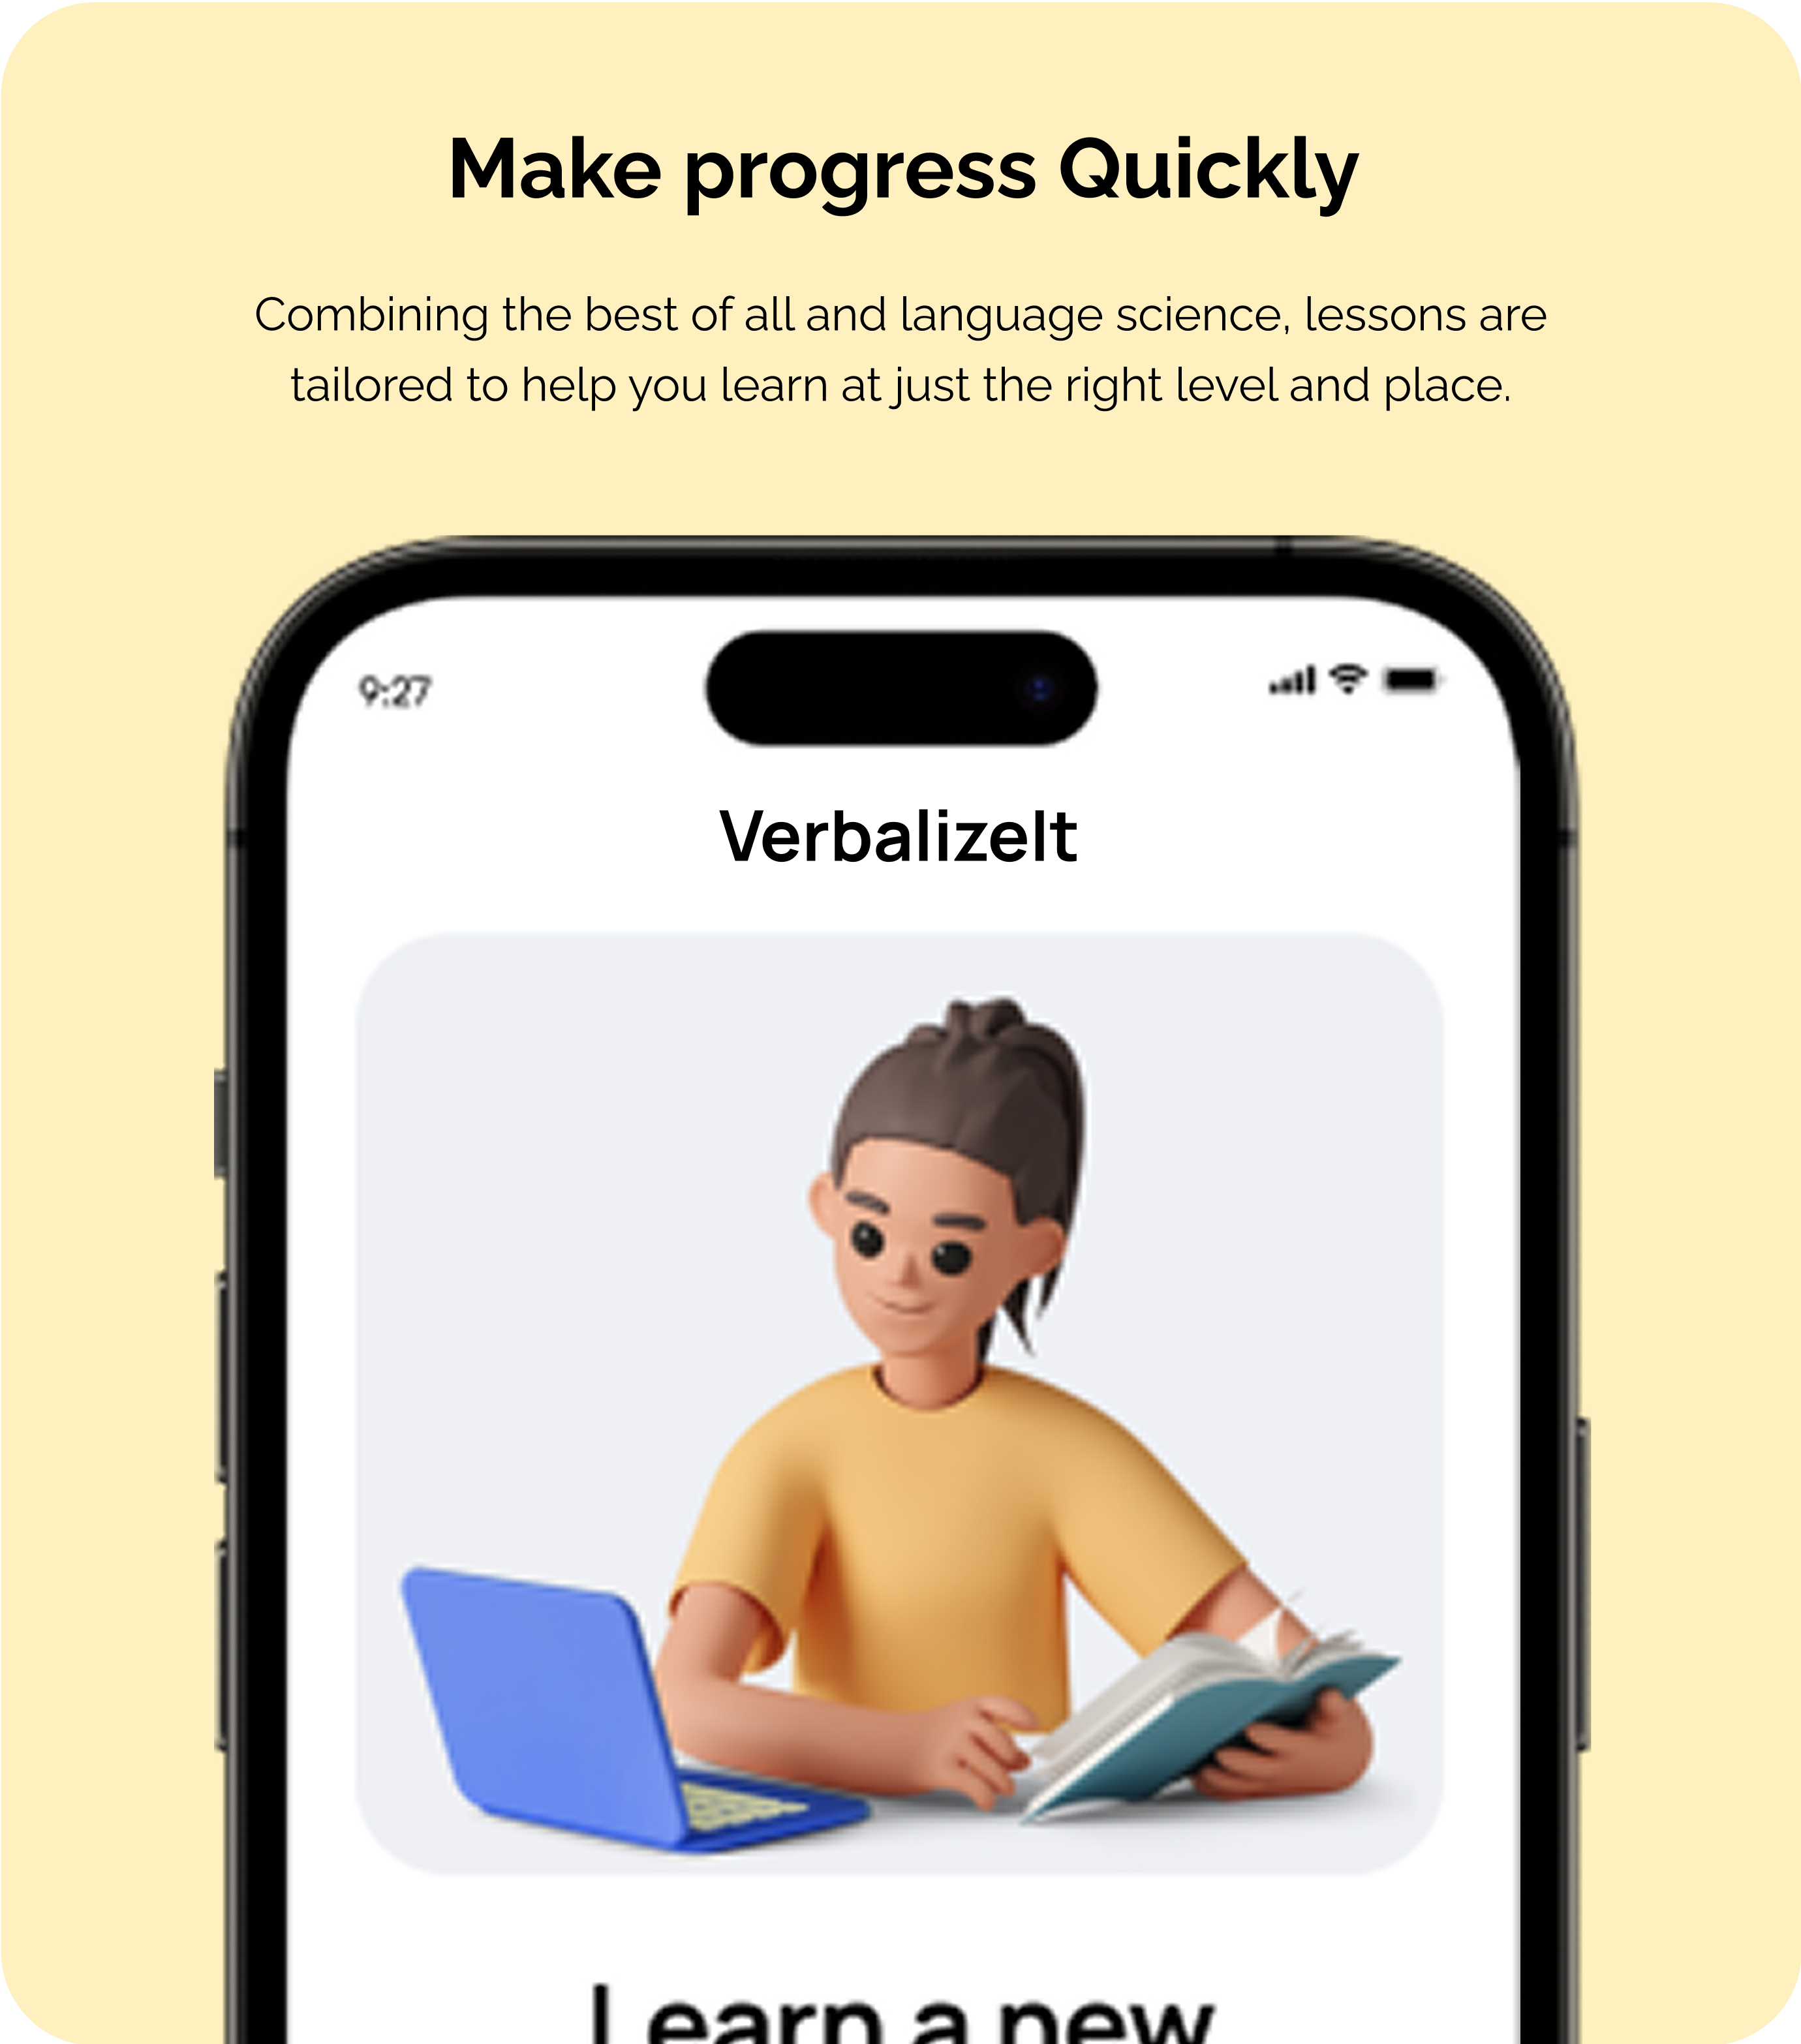 Make progress Quickly
Combining the best of all and language science, lessons are
tailored to help you learn at just the right level and place.
9:27
VerbalizeIt
Learn a new